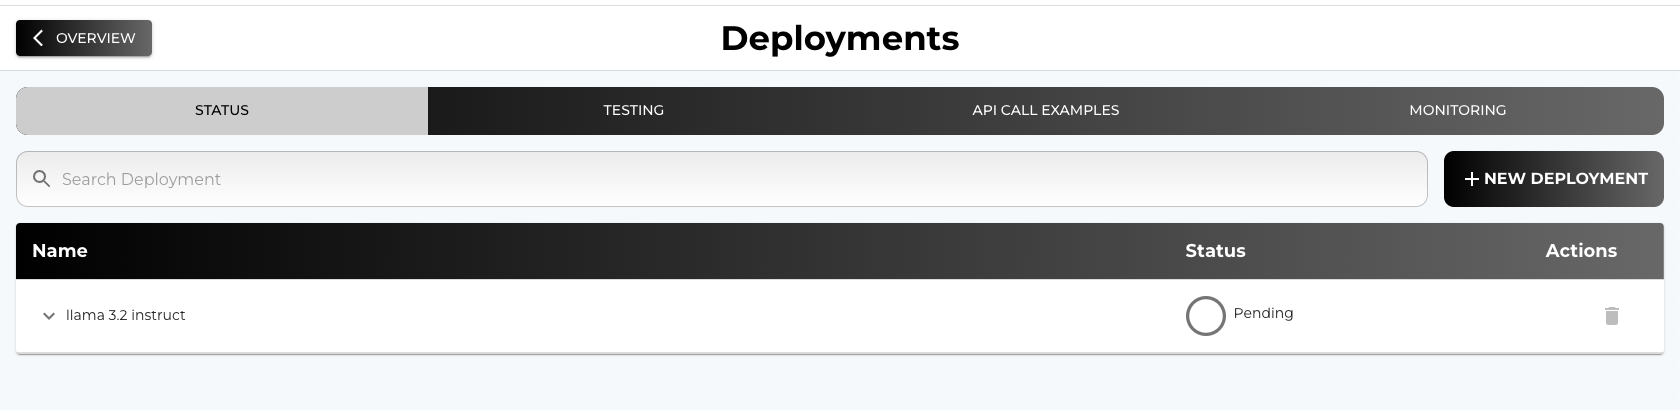 OVERVIEW
Deployments
STATUS
TESTING
API CALL EXAMPLES
MONITORING
Search Deployment
NEW DEPLOYMENT
Name
Status
Actions
llama 3.2 instruct
Pending